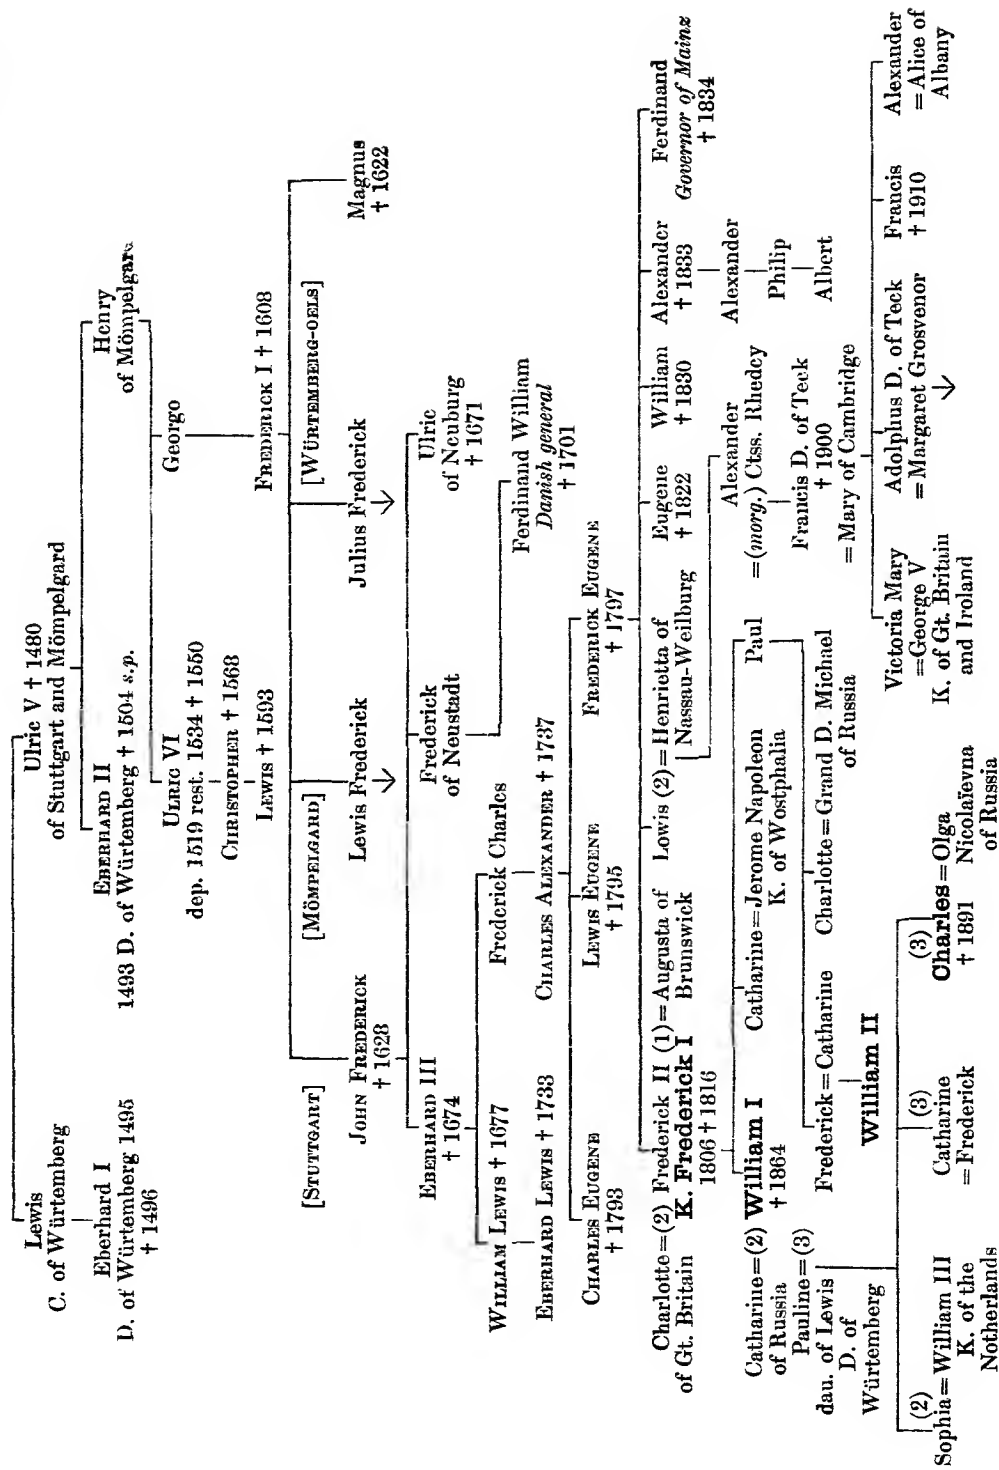 Lewis
C. of Würtemberg
Ulric V † 1480
of Stuttgart and Mömpelgard
Eberhard I
D. of Würtemberg 1495
† 1496
EBERHARD II
1493 D. of Würtemberg † 1504 s.p.
Henry
of Mömpelgard
ULRIC VI
dep. 1519 rest. 1534 † 1550
Georgo
CHRISTOPHER † 1568
LEWIS † 1593
FREDERICK I † 1608
[STUTTGART]
[MÖMPELGARD]
[WÜRTEMBERG-OELS]
JOHN FREDERICK
† 1628
Lewis Frederick
Julius Frederick
Magnus
† 1622
EBERHARD III
† 1674
Frederick
of Neustadt
Ulric
of Neuburg
† 1671
Ferdinand William
Danish general
† 1701
WILLIAM LEWIS † 1677
Frederick Charles
EBERHARD LEWIS † 1733
CHARLES ALEXANDER † 1737
CHARLES EUGENE
† 1793
LEWIS EUGENE
† 1795
FREDERICK EUGENE
† 1797
Charlotte=(2) Frederick II (1)=Augusta of
of Gt. Britain K. Frederick I Brunswick
1806 † 1816
Lowis (2)=Henrietta of
Nassau-Weilburg
Eugene
† 1822
William
† 1830
Alexander
† 1833
Ferdinand
Governor of Mainz
† 1834
Catharine=(2) William I
of Russia † 1864
Pauline=(3)
dau. of Lewis
D. of
Würtemberg
Catharine=Jerome Napoleon
K. of Wostphalia
Paul
Alexander
=(morg.) Ctss. Rhedey
Alexander
Philip
Albert
Frederick=Catharine
Charlotte=Grand D. Michael
of Russia
Francis D. of Teck
† 1900
=Mary of Cambridge
William II
(2)
Sophia=William III
K. of the
Notherlands
(3)
Catharine
=Frederick
(3)
Charles=Olga
† 1891 Nicolaïevna
of Russia
Victoria Mary
=George V
K. of Gt. Britain
and Iroland
Adolphus D. of Teck
=Margaret Grosvenor
Francis
† 1910
Alexander
=Alice of
Albany